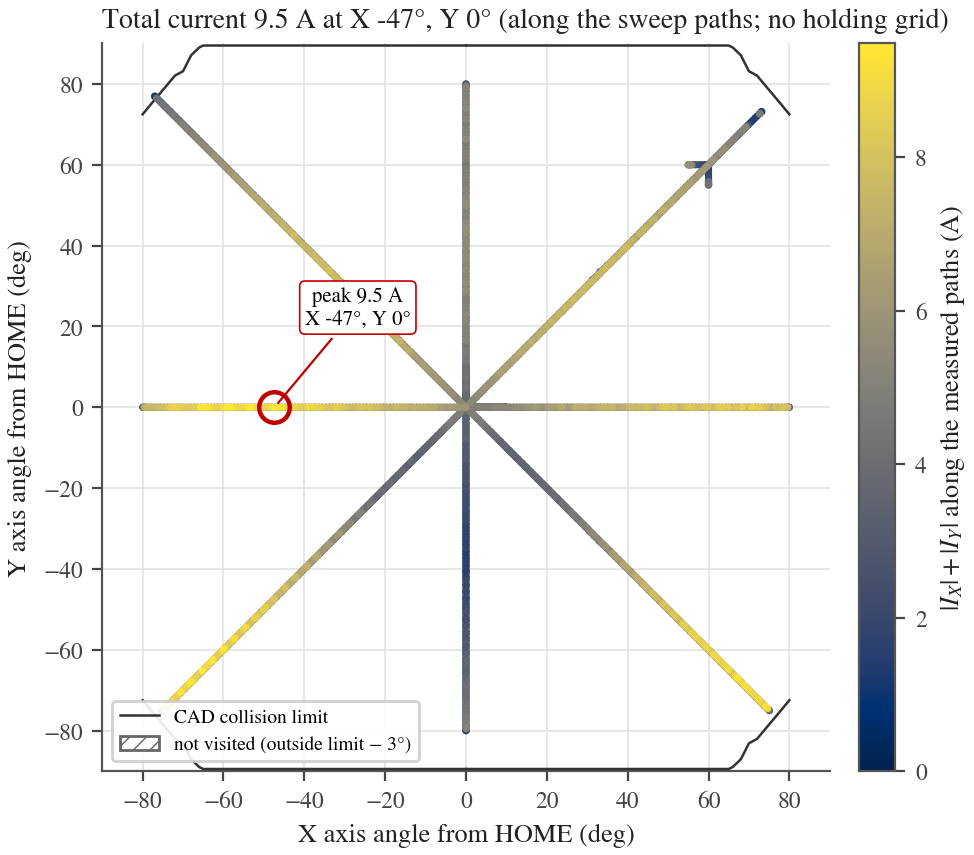 Total current 9.5 A at X -47°, Y 0° (along the sweep paths; no holding grid)
Y axis angle from HOME (deg)
80
60
40
20
0
−20
−40
−60
−80
peak 9.5 A
X -47°, Y 0°
CAD collision limit
not visited (outside limit − 3°)
−80
−60
−40
−20
0
20
40
60
80
X axis angle from HOME (deg)
8
6
4
2
0
|I_X| + |I_Y| along the measured paths (A)